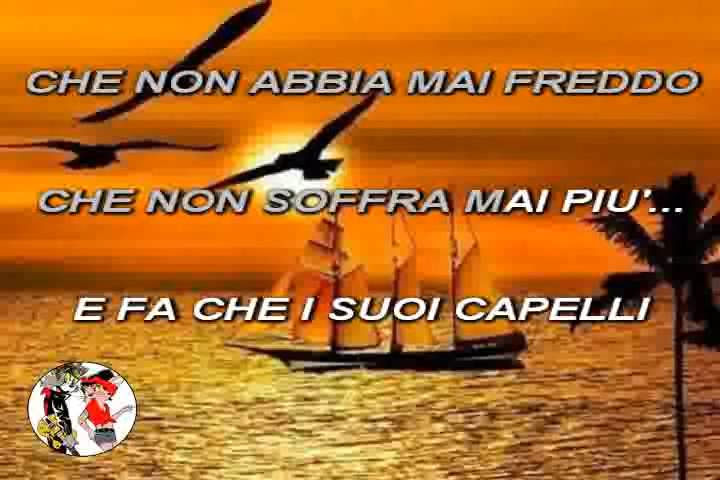 CHE NON ABBIA MAI FREDDO
CHE NON SOFFRA MAI PIU'...
E FA CHE I SUOI CAPELLI